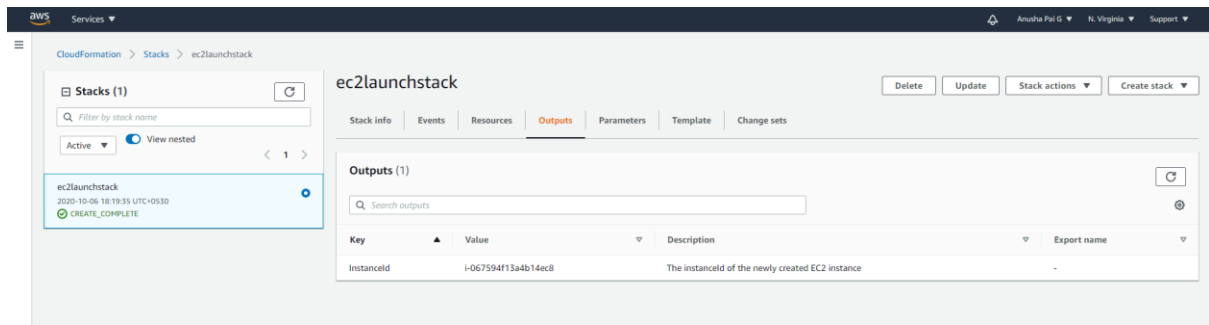 aws Services Anusha Pai G N. Virginia Support
CloudFormation > Stacks > ec2launchstack
Stacks (1)
Filter by stack name
Active View nested
< 1 >
ec2launchstack
2020-10-06 18:19:35 UTC+0530
CREATE_COMPLETE
ec2launchstack
Delete Update Stack actions Create stack
Stack info Events Resources Outputs Parameters Template Change sets
Outputs (1)
Search outputs
Key Value Description Export name
InstanceId i-067594f13a4b14ec8 The instanceId of the newly created EC2 instance -